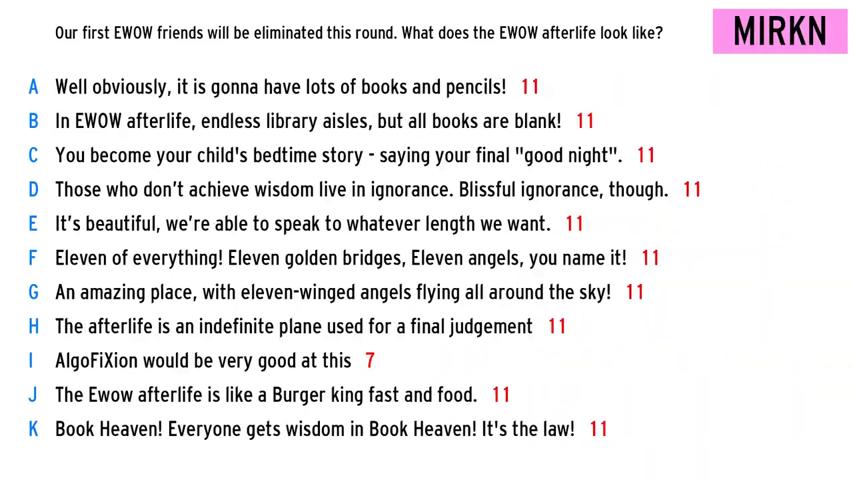 Our first EWOW friends will be eliminated this round. What does the EWOW afterlife look like?
MIRKN
A Well obviously, it is gonna have lots of books and pencils! 11
B In EWOW afterlife, endless library aisles, but all books are blank! 11
C You become your child's bedtime story - saying your final "good night". 11
D Those who don’t achieve wisdom live in ignorance. Blissful ignorance, though. 11
E It’s beautiful, we’re able to speak to whatever length we want. 11
F Eleven of everything! Eleven golden bridges, Eleven angels, you name it! 11
G An amazing place, with eleven-winged angels flying all around the sky! 11
H The afterlife is an indefinite plane used for a final judgement 11
I AlgoFiXion would be very good at this 7
J The Ewow afterlife is like a Burger king fast and food. 11
K Book Heaven! Everyone gets wisdom in Book Heaven! It's the law! 11